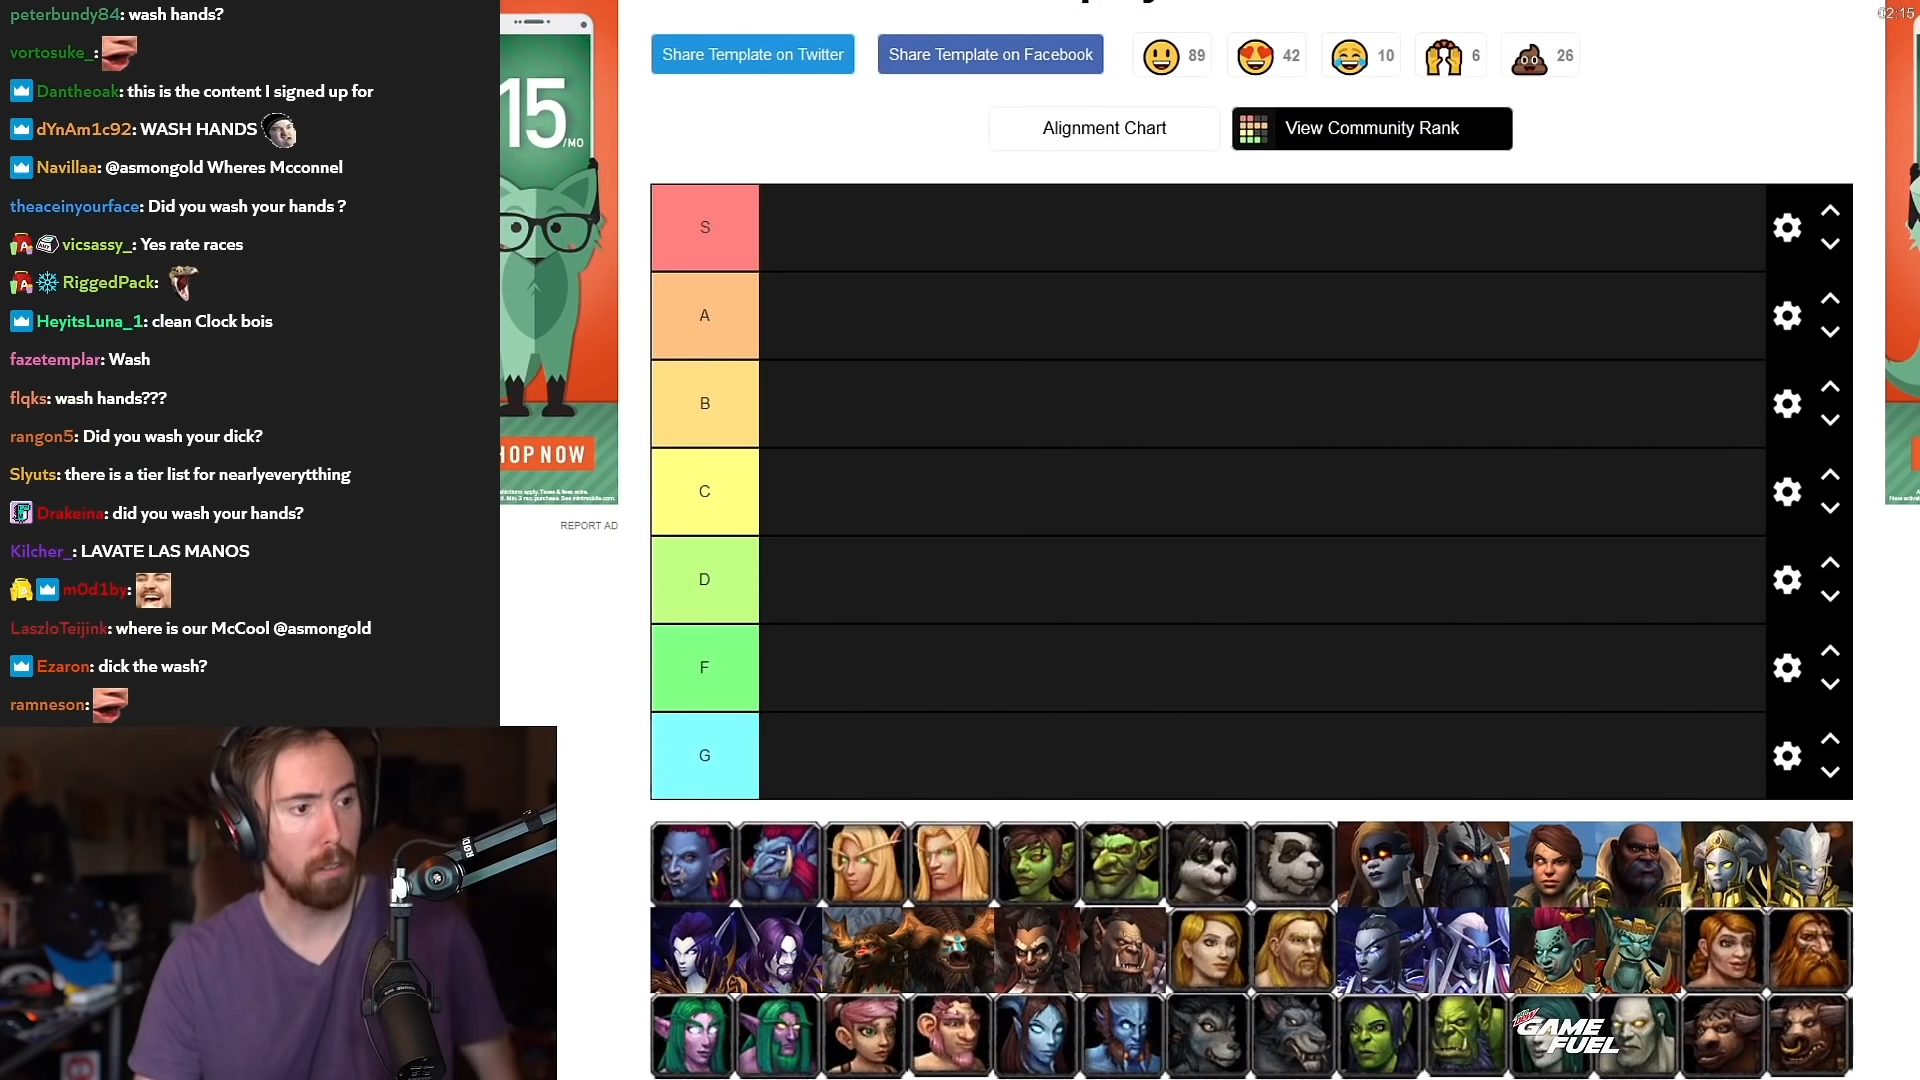 peterbundy84: wash hands?
vortosuke_:
Dantheoak: this is the content I signed up for
dYnAm1c92: WASH HANDS
Navillaa: @asmongold Wheres Mcconnel
theaceinyourface: Did you wash your hands ?
vicsassy_: Yes rate races
RiggedPack:
HeyitsLuna_1: clean Clock bois
fazetemplar: Wash
flqks: wash hands???
rangon5: Did you wash your dick?
Slyuts: there is a tier list for nearlyeverytthing
Drakeina: did you wash your hands?
Kilcher_: LAVATE LAS MANOS
m0d1by:
LaszloTeijink: where is our McCool @asmongold
Ezaron: dick the wash?
ramneson:
15
/MO
HOP NOW
REPORT AD
02:15
Share Template on Twitter
Share Template on Facebook
89
42
10
6
26
Alignment Chart
View Community Rank
S
A
B
C
D
F
G
RØDE
GAME
FUEL